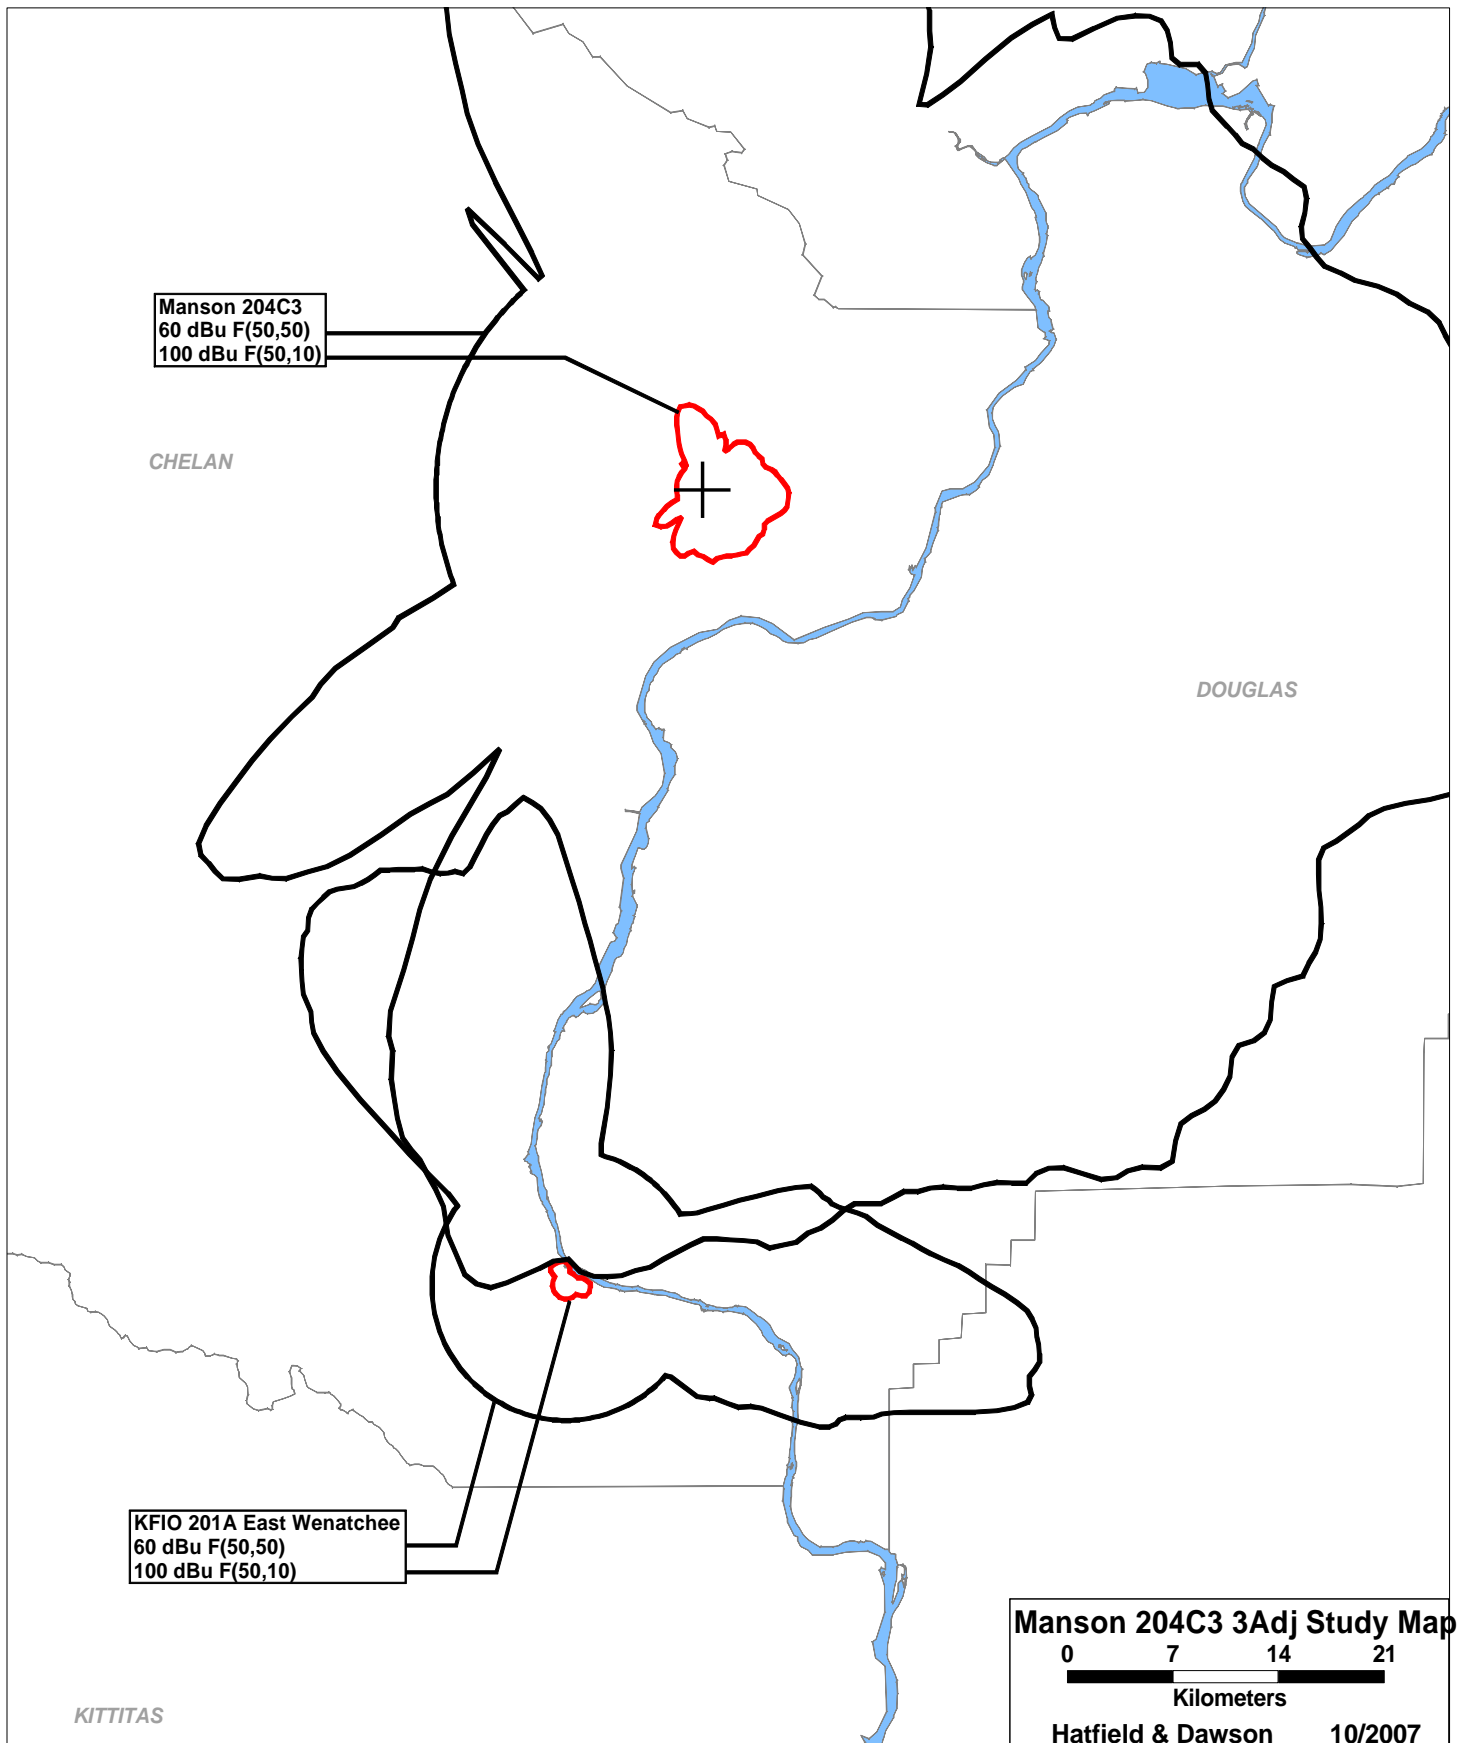 Manson 204C3
60 dBu F(50,50)
100 dBu F(50,10)
CHELAN
DOUGLAS
KFIO 201A East Wenatchee
60 dBu F(50,50)
100 dBu F(50,10)
Manson 204C3 3Adj Study Map
0 7 14 21
Kilometers
Hatfield & Dawson 10/2007
KITTITAS